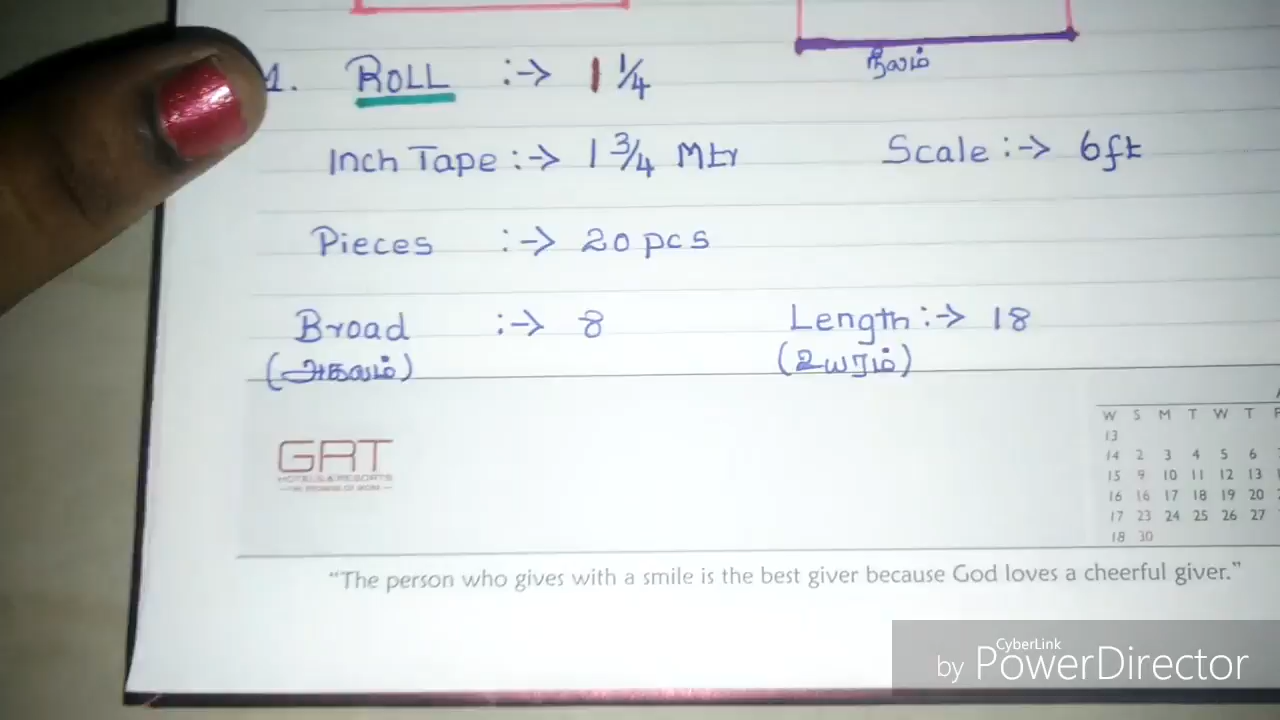 நீலம்
1. ROLL :-> 1 1/4
Inch Tape :-> 1 3/4 Mtr Scale :-> 6ft
Pieces :-> 20 pcs
Broad :-> 8 Length :-> 18
(அகலம்) (உயரம்)
GRT
HOTELS & RESORTS
W S M T W T F
13
14 2 3 4 5 6
15 9 10 11 12 13
16 16 17 18 19 20
17 23 24 25 26 27
18 30
"The person who gives with a smile is the best giver because God loves a cheerful giver."
CyberLink
by PowerDirector